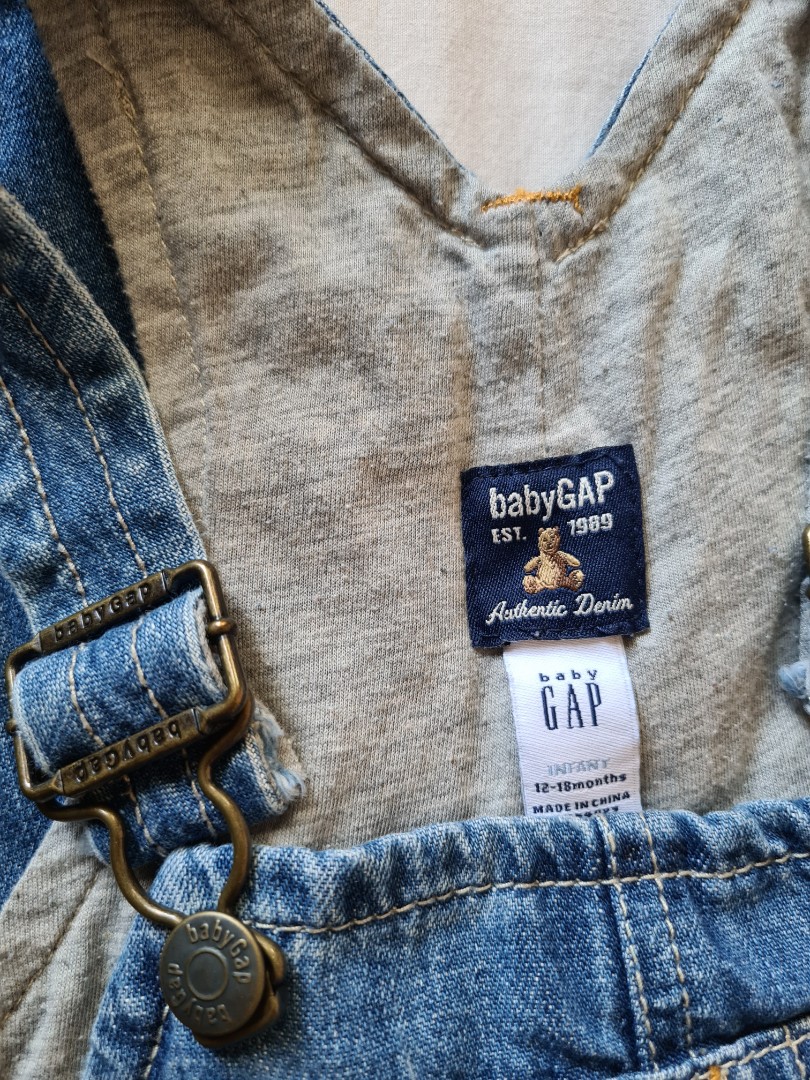 babyGAP
EST. 1989
Authentic Denim
baby
GAP
INFANT
12-18months
MADE IN CHINA
babyGap
babyGap
babyGap
babyGap